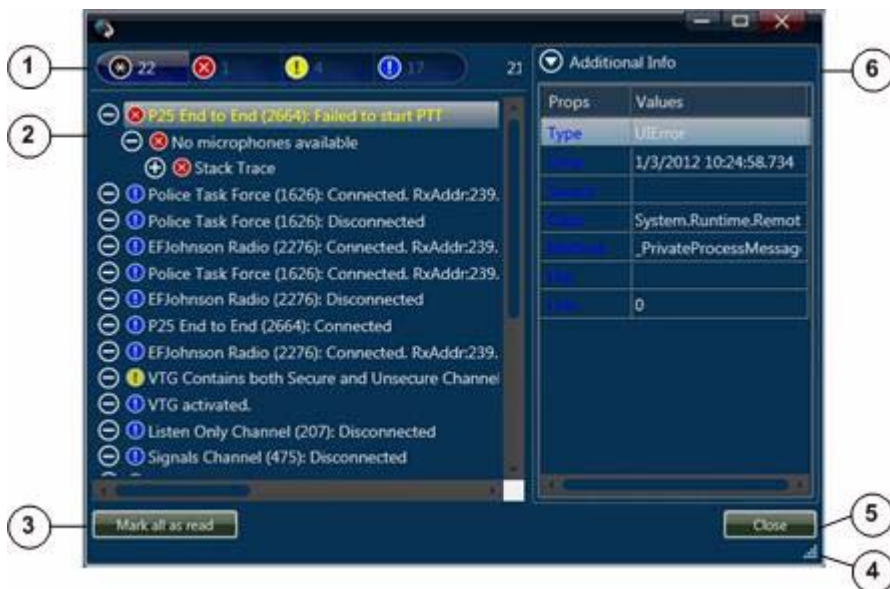 1
22
1
4
17
21
Additional Info
6
2
P25 End to End (2664): Failed to start PTT
No microphones available
Stack Trace
Police Task Force (1626): Connected. RxAddr:239.
Police Task Force (1626): Disconnected
EFJohnson Radio (2276): Connected. RxAddr:239.
Police Task Force (1626): Connected. RxAddr:239.
EFJohnson Radio (2276): Disconnected
P25 End to End (2664): Connected
EFJohnson Radio (2276): Connected. RxAddr:239.
VTG Contains both Secure and Unsecure Channel
VTG activated.
Listen Only Channel (207): Disconnected
Signals Channel (475): Disconnected
Props Values
Type UIError
1/3/2012 10:24:58.734
System.Runtime.Remot
_PrivateProcessMessag
0
3
Mark all as read
Close
5
4